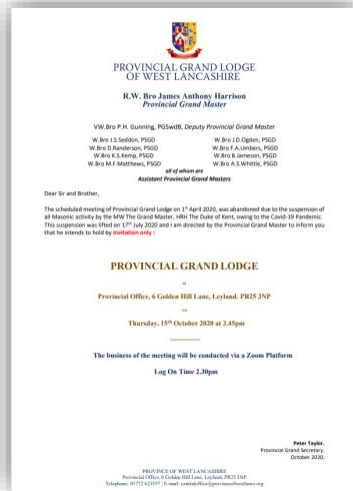 PROVINCIAL GRAND LODGE
OF WEST LANCASHIRE
R.W. Bro James Anthony Harrison
Provincial Grand Master
VW.Bro P.H. Gunning, PGSwdB, Deputy Provincial Grand Master
W.Bro J.S.Seddon, PSGD W.Bro J.D.Ogden, PSGD
W.Bro D.Randerson, PSGD W.Bro F.A.Umbers, PSGD
W.Bro K.S.Kemp, PSGD W.Bro B.Jameson, PSGD
W.Bro M.F.Matthews, PSGD W.Bro A.S.Whittle, PSGD
all of whom are
Assistant Provincial Grand Masters
Dear Sir and Brother,
The scheduled meeting of Provincial Grand Lodge on 1st April 2020, was abandoned due to the suspension
of all Masonic activity by the MW The Grand Master, HRH The Duke of Kent, owing to the Covid-19 Pandemic.
This suspension was lifted on 17th July 2020 and I am directed by the Provincial Grand Master to inform you
that he intends to hold by invitation only :
PROVINCIAL GRAND LODGE
at
Provincial Office, 6 Golden Hill Lane, Leyland. PR25 3NP
on
Thursday, 15th October 2020 at 2.45pm
The business of the meeting will be conducted via a Zoom Platform
Log On Time 2.30pm
Peter Taylor.
Provincial Grand Secretary.
October 2020.
PROVINCE OF WEST LANCASHIRE
Provincial Office, 6 Golden Hill Lane, Leyland, PR25 3NP